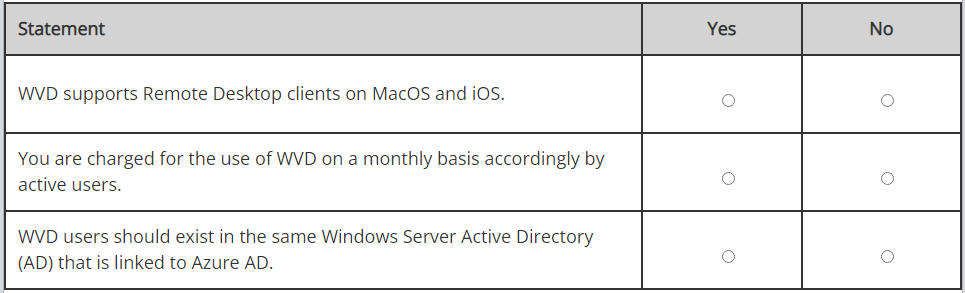 Statement Yes No
WVD supports Remote Desktop clients on MacOS and iOS.
You are charged for the use of WVD on a monthly basis accordingly by
active users.
WVD users should exist in the same Windows Server Active Directory
(AD) that is linked to Azure AD.